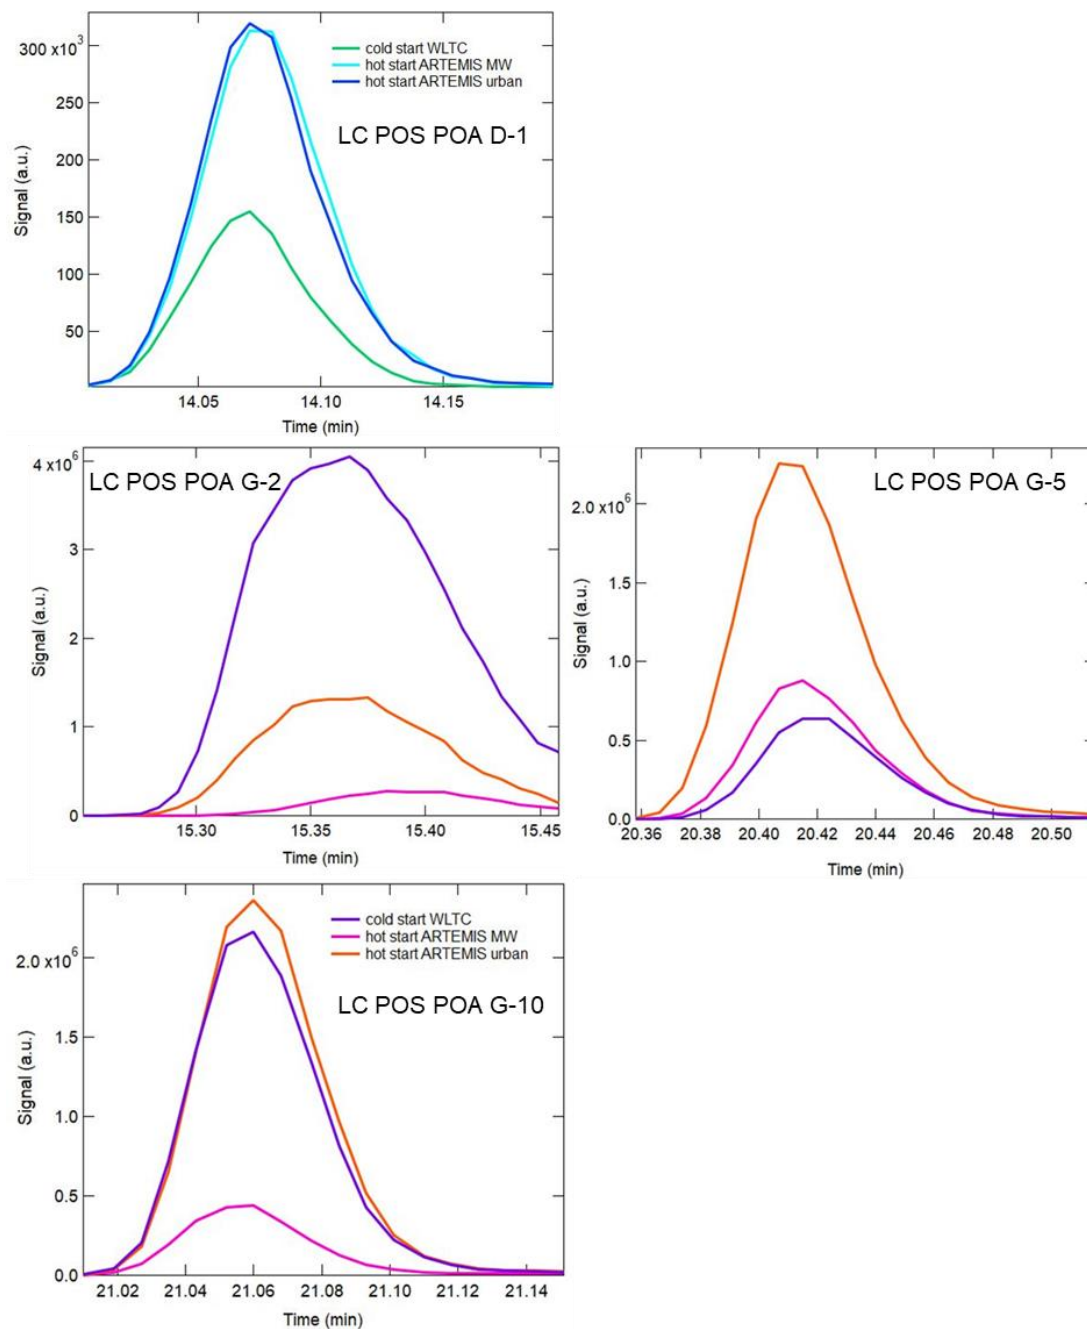 300 x10³
250
200
150
100
50
Signal (a.u.)
cold start WLTC
hot start ARTEMIS MW
hot start ARTEMIS urban
LC POS POA D-1
14.05 14.10 14.15
Time (min)
4 x10⁶
3
2
1
0
Signal (a.u.)
LC POS POA G-2
15.30 15.35 15.40 15.45
Time (min)
2.0 x10⁶
1.5
1.0
0.5
0.0
Signal (a.u.)
LC POS POA G-5
20.36 20.38 20.40 20.42 20.44 20.46 20.48 20.50
Time (min)
2.0 x10⁶
1.5
1.0
0.5
0.0
Signal (a.u.)
cold start WLTC
hot start ARTEMIS MW
hot start ARTEMIS urban
LC POS POA G-10
21.02 21.04 21.06 21.08 21.10 21.12 21.14
Time (min)